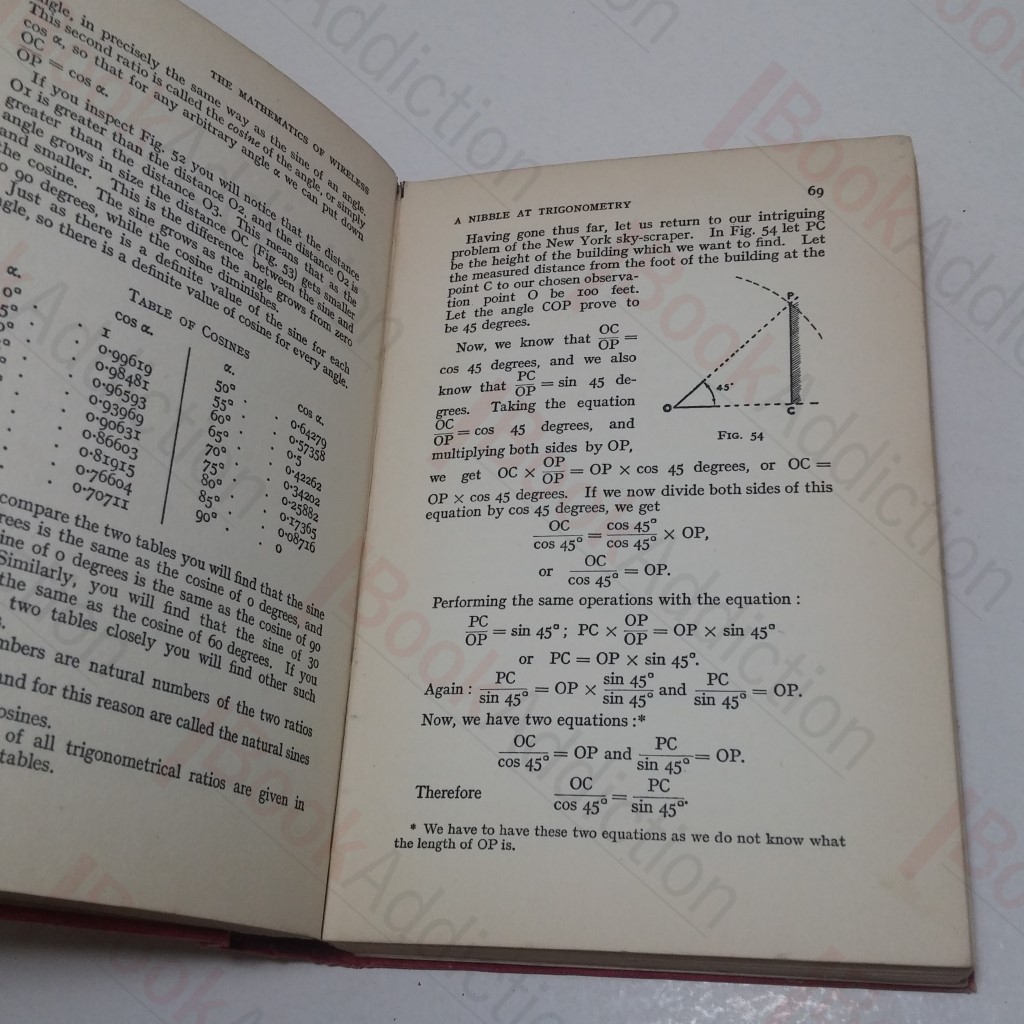 THE MATHEMATICS OF WIRELESS
angle, in precisely the same way as the sine of an angle.
This second ratio is called the cosine of the angle, or simply
cos α, so that for any arbitrary angle α we can put down
OC/OP = cos α.
If you inspect Fig. 52 you will notice that the distance
O1 is greater than the distance O2, and the distance O2 is
greater than the distance O3. This means that as the
angle grows in size the distance OC (Fig. 53) gets smaller
and smaller. This is the difference between the sine and
the cosine. The sine grows as the angle grows from zero
to 90 degrees, while the cosine diminishes.
Just as there is a definite value of the sine for each
angle, so there is a definite value of cosine for every angle.
TABLE OF COSINES
α. cos α. α. cos α.
0° 1 50° 0·64279
5° 0·99619 55° 0·57358
0·98481 60° 0·5
0·96593 65° 0·42262
0·93969 70° 0·34202
0·90631 75° 0·25882
0·86603 80° 0·17365
0·81915 85° 0·08716
0·76604 90° 0
0·70711
compare the two tables you will find that the sine
rees is the same as the cosine of 0 degrees, and
ine of 0 degrees is the same as the cosine of 90
Similarly, you will find that the sine of 30
the same as the cosine of 60 degrees. If you
two tables closely you will find other such
s.
mbers are natural numbers of the two ratios
and for this reason are called the natural sines
osines.
of all trigonometrical ratios are given in
tables.
A NIBBLE AT TRIGONOMETRY 69
Having gone thus far, let us return to our intriguing
problem of the New York sky-scraper. In Fig. 54 let PC
be the height of the building which we want to find. Let
the measured distance from the foot of the building at the
point C to our chosen observa-
tion point O be 100 feet.
Let the angle COP prove to
be 45 degrees.
Now, we know that OC/OP =
cos 45 degrees, and we also
know that PC/OP = sin 45 de-
grees. Taking the equation
OC/OP = cos 45 degrees, and
multiplying both sides by OP,
P
45°
O
C
FIG. 54
we get OC × OP/OP = OP × cos 45 degrees, or OC =
OP × cos 45 degrees. If we now divide both sides of this
equation by cos 45 degrees, we get
OC/cos 45° = cos 45°/cos 45° × OP,
or OC/cos 45° = OP.
Performing the same operations with the equation :
PC/OP = sin 45° ; PC × OP/OP = OP × sin 45°
or PC = OP × sin 45°.
Again : PC/sin 45° = OP × sin 45°/sin 45° and PC/sin 45° = OP.
Now, we have two equations :*
OC/cos 45° = OP and PC/sin 45° = OP.
Therefore OC/cos 45° = PC/sin 45°.
* We have to have these two equations as we do not know what
the length of OP is.
BookAddiction